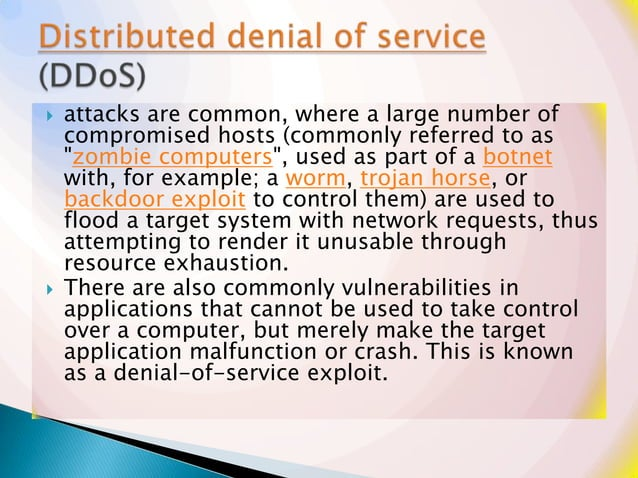 Distributed denial of service
(DDoS)
attacks are common, where a large number of
compromised hosts (commonly referred to as
"zombie computers", used as part of a botnet
with, for example; a worm, trojan horse, or
backdoor exploit to control them) are used to
flood a target system with network requests, thus
attempting to render it unusable through
resource exhaustion.
There are also commonly vulnerabilities in
applications that cannot be used to take control
over a computer, but merely make the target
application malfunction or crash. This is known
as a denial-of-service exploit.